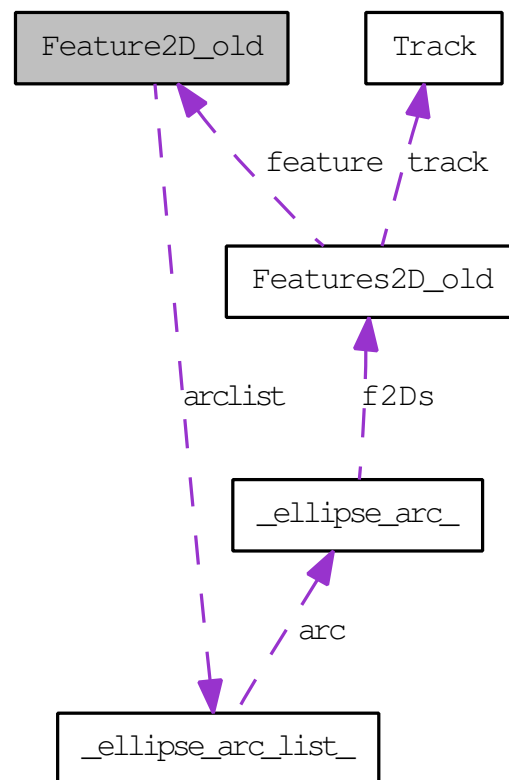 Feature2D_old
Track
feature
track
Features2D_old
arclist
f2Ds
_ellipse_arc_
arc
_ellipse_arc_list_